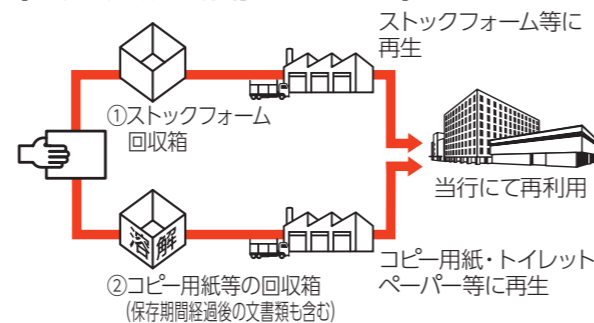 ストックフォーム等に
再生
①ストックフォーム
回収箱
当行にて再利用
溶解
②コピー用紙等の回収箱
(保存期間経過後の文書類も含む)
コピー用紙・トイレット
ペーパー等に再生